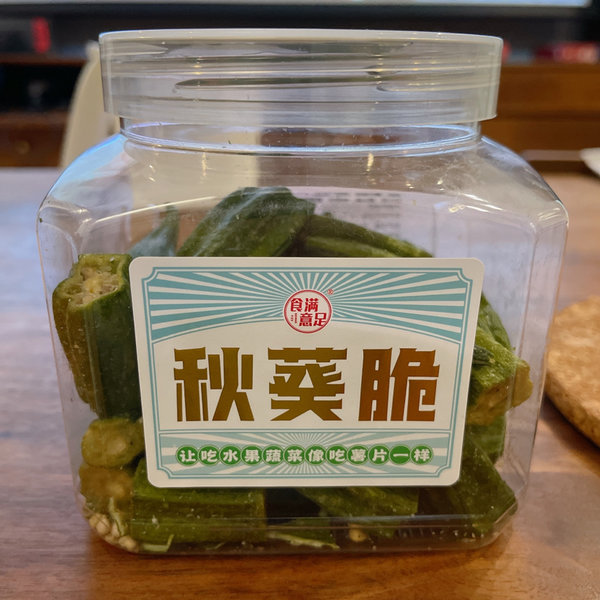 食满
意足
秋葵脆
让吃水果蔬菜像吃薯片一样